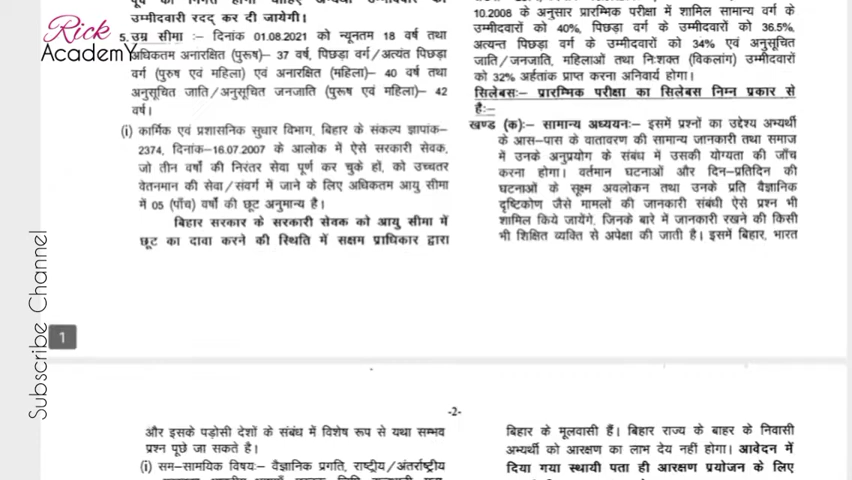 Rick
AcademY
उम्मीदवारी रदद् कर दी जायेगी।
5. उम्र सीमा :- दिनांक 01.08.2021 को न्यूनतम 18 वर्ष तथा
अधिकतम अनारक्षित (पुरूष)- 37 वर्ष, पिछड़ा वर्ग/अत्यंत पिछड़ा
वर्ग (पुरुष एवं महिला) एवं अनारक्षित (महिला)- 40 वर्ष तथा
अनुसूचित जाति/अनुसूचित जनजाति (पुरूष एवं महिला)- 42
वर्ष।
(i) कार्मिक एवं प्रशासनिक सुधार विभाग, बिहार के संकल्प ज्ञापांक-
2374, दिनांक-16.07.2007 के आलोक में ऐसे सरकारी सेवक,
जो तीन वर्षों की निरंतर सेवा पूर्ण कर चुके हों, को उच्चतर
वेतनमान की सेवा/संवर्ग में जाने के लिए अधिकतम आयु सीमा
में 05 (पाँच) वर्षों की छूट अनुमान्य है।
बिहार सरकार के सरकारी सेवक को आयु सीमा में
छूट का दावा करने की स्थिति में सक्षम प्राधिकार द्वारा
10.2008 के अनुसार प्रारम्भिक परीक्षा में शामिल सामान्य वर्ग के
उम्मीदवारों को 40%, पिछड़ा वर्ग के उम्मीदवारों को 36.5%,
अत्यन्त पिछड़ा वर्ग के उम्मीदवारों को 34% एवं अनुसूचित
जाति/जनजाति, महिलाओं तथा निःशक्त (विकलांग) उम्मीदवारों
को 32% अर्हतांक प्राप्त करना अनिवार्य होगा।
सिलेबसः- प्रारम्भिक परीक्षा का सिलेबस निम्न प्रकार से
है:-
खण्ड (क):- सामान्य अध्ययनः- इसमें प्रश्नों का उद्देश्य अभ्यर्थी
के आस-पास के वातावरण की सामान्य जानकारी तथा समाज
में उनके अनुप्रयोग के संबंध में उसकी योग्यता की जाँच
करना होगा। वर्तमान घटनाओं और दिन-प्रतिदिन की
घटनाओं के सूक्ष्म अवलोकन तथा उनके प्रति वैज्ञानिक
दृष्टिकोण जैसे मामलों की जानकारी संबंधी ऐसे प्रश्न भी
शामिल किये जायेंगे, जिनके बारे में जानकारी रखने की किसी
भी शिक्षित व्यक्ति से अपेक्षा की जाती है। इसमें बिहार, भारत
Subscribe Channel
1
-2-
और इसके पड़ोसी देशों के संबंध में विशेष रूप से यथा सम्भव
प्रश्न पूछे जा सकते है।
(i) सम-सामयिक विषयः- वैज्ञानिक प्रगति, राष्ट्रीय/अंतर्राष्ट्रीय
बिहार के मूलवासी हैं। बिहार राज्य के बाहर के निवासी
अभ्यर्थी को आरक्षण का लाभ देय नहीं होगा। आवेदन में
दिया गया स्थायी पता ही आरक्षण प्रयोजन के लिए